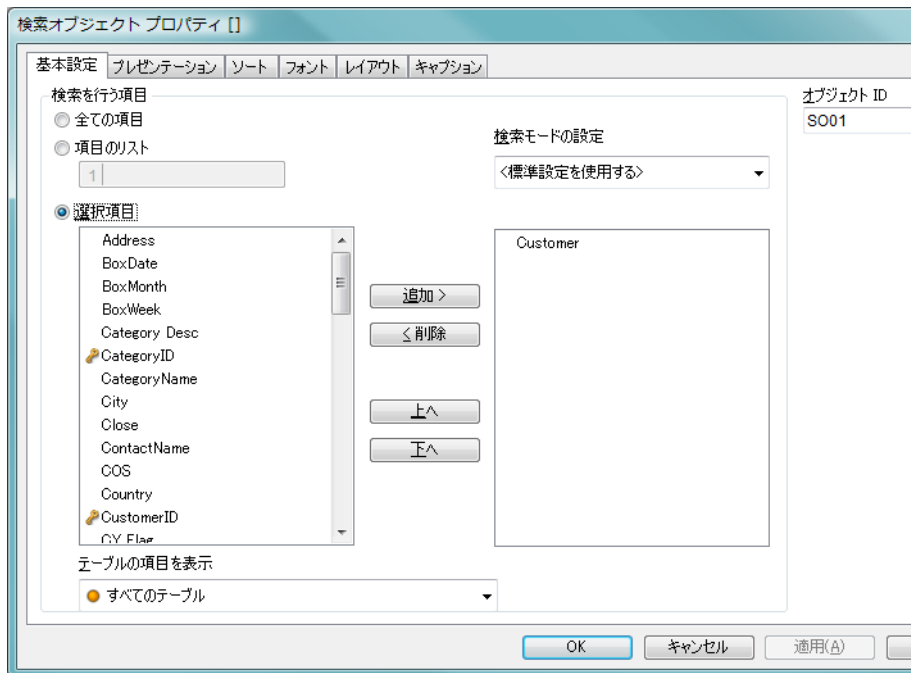 検索オブジェクト プロパティ []
基本設定 プレゼンテーション ソート フォント レイアウト キャプション
検索を行う項目
全ての項目
項目のリスト
1
選択項目
Address
BoxDate
BoxMonth
BoxWeek
Category Desc
CategoryID
CategoryName
City
Close
ContactName
COS
Country
CustomerID
CY Flag
テーブルの項目を表示
すべてのテーブル
追加 >
< 削除
上へ
下へ
検索モードの設定
<標準設定を使用する>
Customer
オブジェクト ID
SO01
OK キャンセル 適用(A)